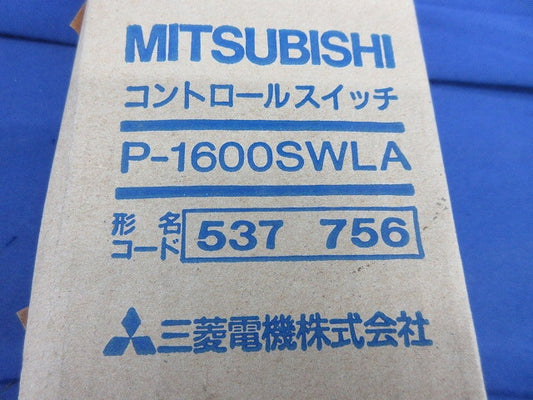 MITSUBISHI
コントロールスイッチ
P-1600SWLA
形名コード 537 756
三菱電機株式会社